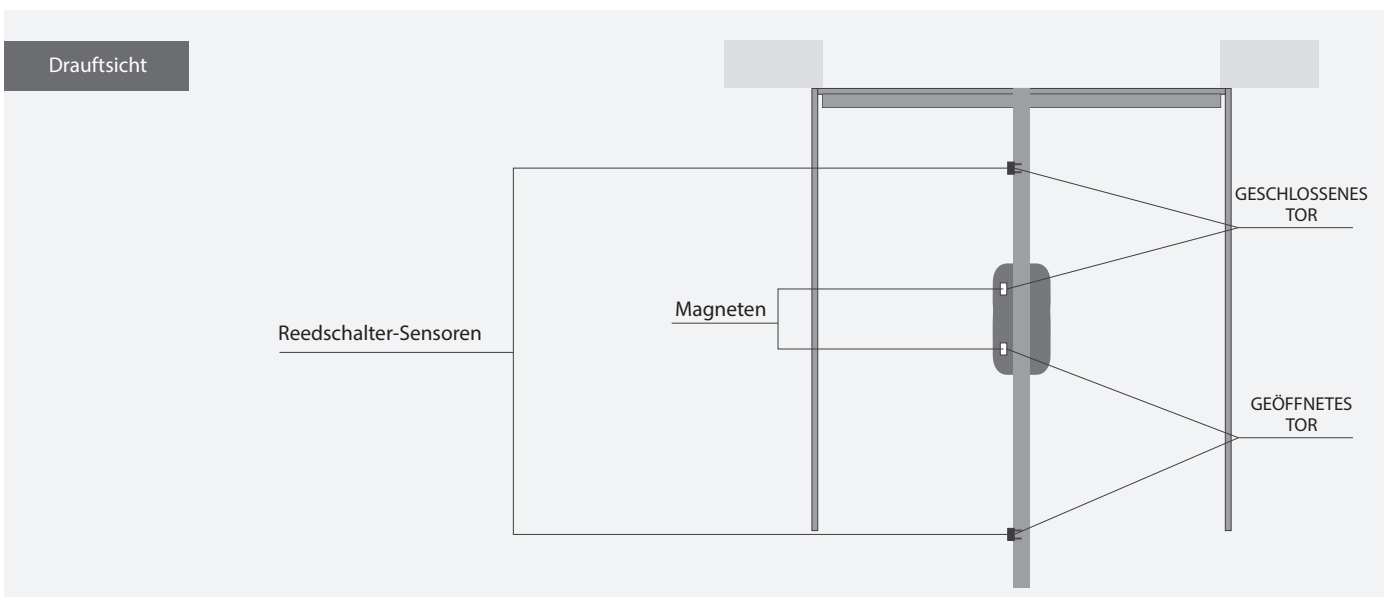 Drauftsicht
GESCHLOSSENES
TOR
Magneten
Reedschalter-Sensoren
GEÖFFNETES
TOR